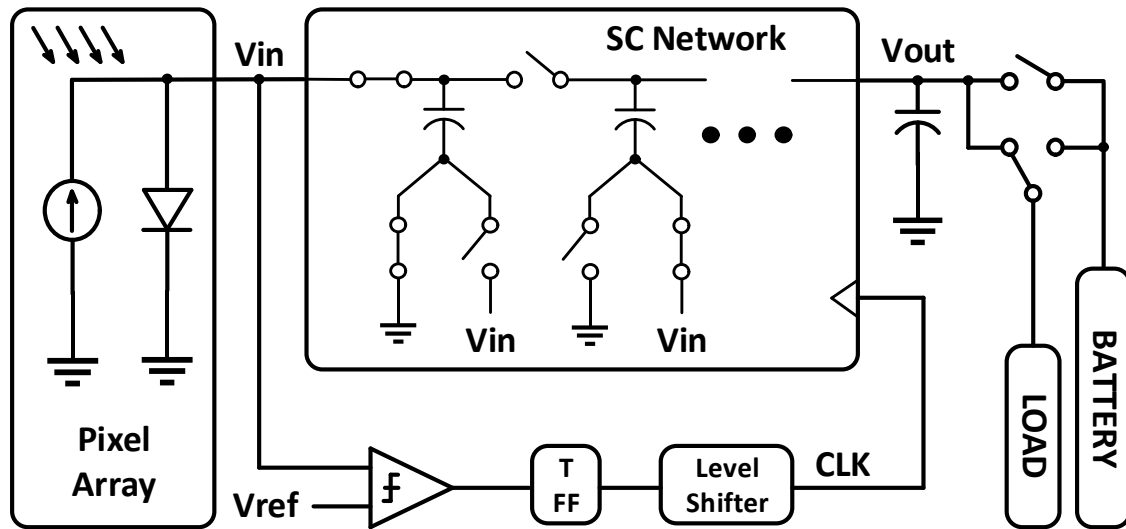 SC Network
Vin
Vout
Vin
Vin
Pixel
Array
Vref
T
FF
Level
Shifter
CLK
LOAD
BATTERY